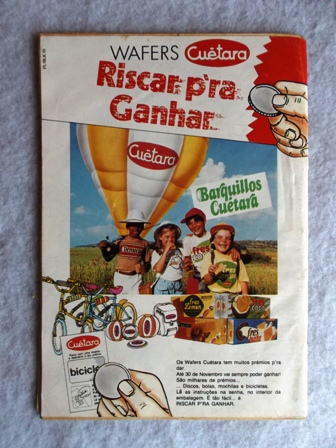 WAFERS Cuétara
Riscar p'ra
Ganhar.
Cuétara
Barquillos
Cuétara
Cuétara
bicicle
Os Wafers Cuétara tem muitos prémios p'ra
dar.
Até 30 de Novembro vai sempre poder ganhar!
São milhares de prémios...
... Discos, bolas, mochilas e bicicletas.
Lê as instruções na senha, no interior da
embalagem. É tão fácil... é
RISCAR P'RA GANHAR.